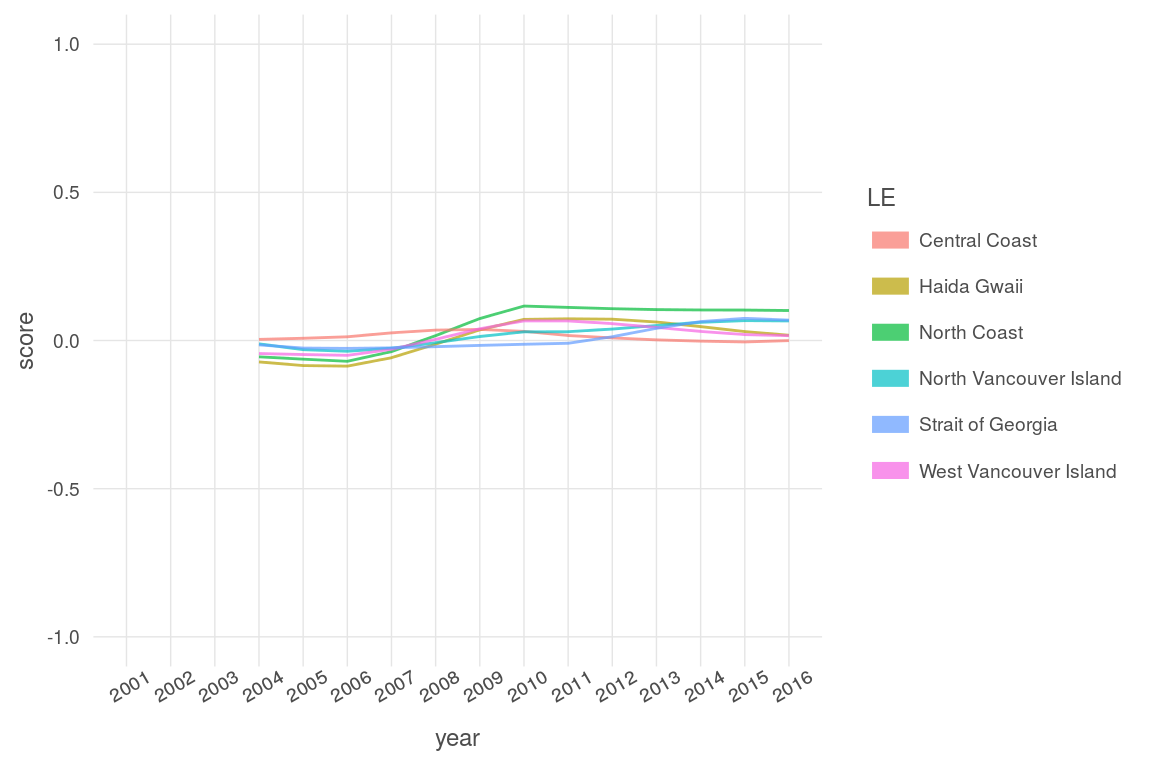 score
1.0
0.5
0.0
-0.5
-1.0
2001
2002
2003
2004
2005
2006
2007
2008
2009
2010
2011
2012
2013
2014
2015
2016
year
LE
Central Coast
Haida Gwaii
North Coast
North Vancouver Island
Strait of Georgia
West Vancouver Island